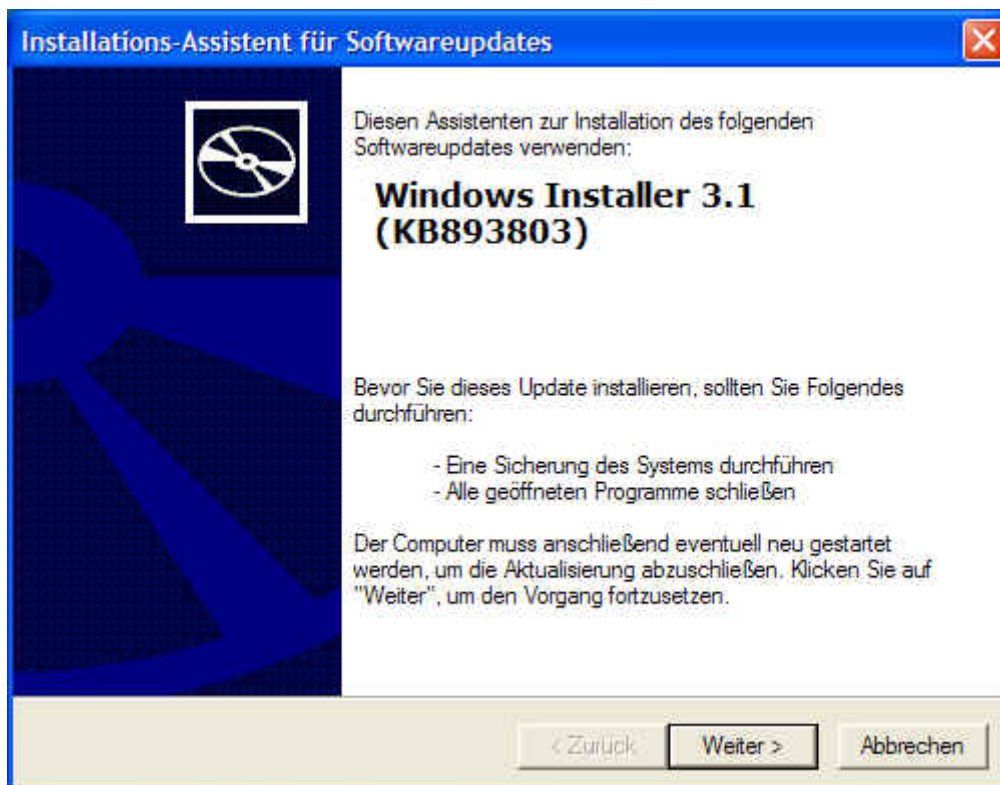 Installations-Assistent für Softwareupdates
Diesen Assistenten zur Installation des folgenden
Softwareupdates verwenden:
Windows Installer 3.1
(KB893803)
Bevor Sie dieses Update installieren, sollten Sie Folgendes
durchführen:
- Eine Sicherung des Systems durchführen
- Alle geöffneten Programme schließen
Der Computer muss anschließend eventuell neu gestartet
werden, um die Aktualisierung abzuschließen. Klicken Sie auf
"Weiter", um den Vorgang fortzusetzen.
< Zurück Weiter > Abbrechen